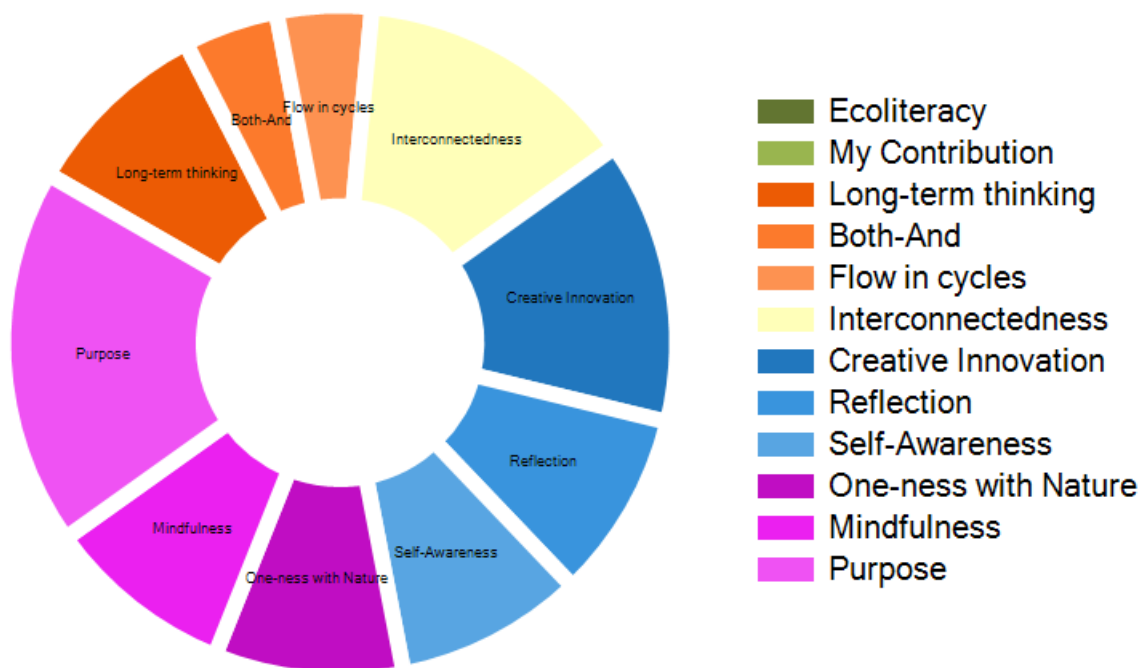 Flow in cycles
Both-And
Interconnectedness
Long-term thinking
Creative Innovation
Purpose
Reflection
Mindfulness
Self-Awareness
One-ness with Nature
Ecoliteracy
My Contribution
Long-term thinking
Both-And
Flow in cycles
Interconnectedness
Creative Innovation
Reflection
Self-Awareness
One-ness with Nature
Mindfulness
Purpose